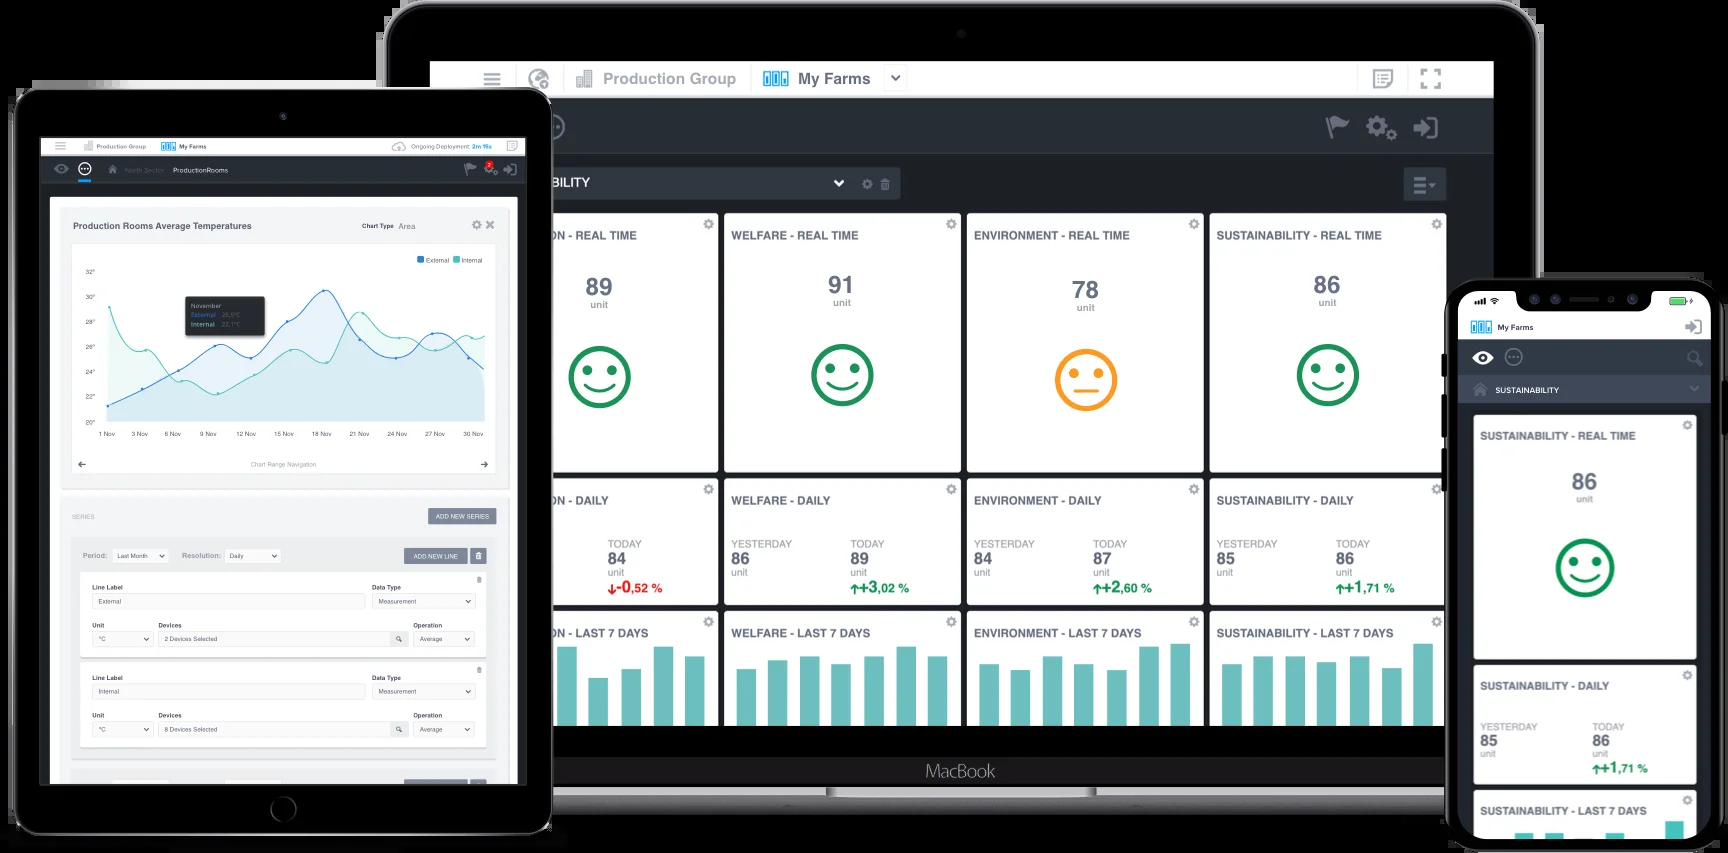 Production Group
My Farms
BILITY
ON - REAL TIME
89
unit
WELFARE - REAL TIME
91
unit
ENVIRONMENT - REAL TIME
78
unit
SUSTAINABILITY - REAL TIME
86
unit
N - DAILY
TODAY
84
unit
-0,52 %
WELFARE - DAILY
YESTERDAY
86
unit
TODAY
89
unit
+3,02 %
ENVIRONMENT - DAILY
YESTERDAY
84
unit
TODAY
87
unit
+2,60 %
SUSTAINABILITY - DAILY
YESTERDAY
85
unit
TODAY
86
unit
+1,71 %
ON - LAST 7 DAYS
WELFARE - LAST 7 DAYS
ENVIRONMENT - LAST 7 DAYS
SUSTAINABILITY - LAST 7 DAYS
MacBook
Production Group
My Farms
Ongoing Deployment: 2m 15s
North Sector
ProductionRooms
2
Production Rooms Average Temperatures
Chart Type Area
External Internal
32°
30°
28°
26°
24°
22°
20°
November
External 25,9°C
Internal 22,1°C
1 Nov 3 Nov 6 Nov 9 Nov 12 Nov 15 Nov 18 Nov 21 Nov 24 Nov 27 Nov 30 Nov
Chart Range Navigation
SERIES
ADD NEW SERIES
Period: Last Month Resolution: Daily
ADD NEW LINE
Line Label Data Type
External Measurement
Unit Devices Operation
°C 2 Devices Selected Average
Line Label Data Type
Internal Measurement
Unit Devices Operation
°C 8 Devices Selected Average
My Farms
SUSTAINABILITY
SUSTAINABILITY - REAL TIME
86
unit
SUSTAINABILITY - DAILY
YESTERDAY
85
unit
TODAY
86
unit
+1,71 %
SUSTAINABILITY - LAST 7 DAYS